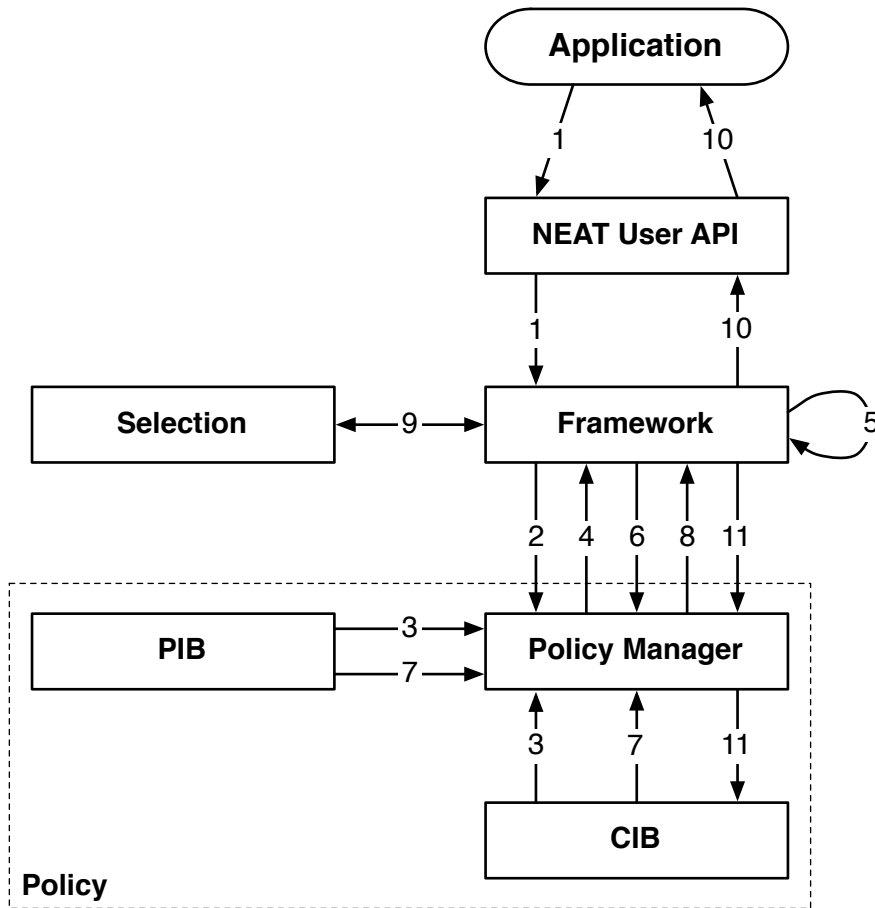 Application
1 10
NEAT User API
1 10
Selection 9 Framework 5
2 4 6 8 11
PIB 3 Policy Manager
7
3 7 11
CIB
Policy